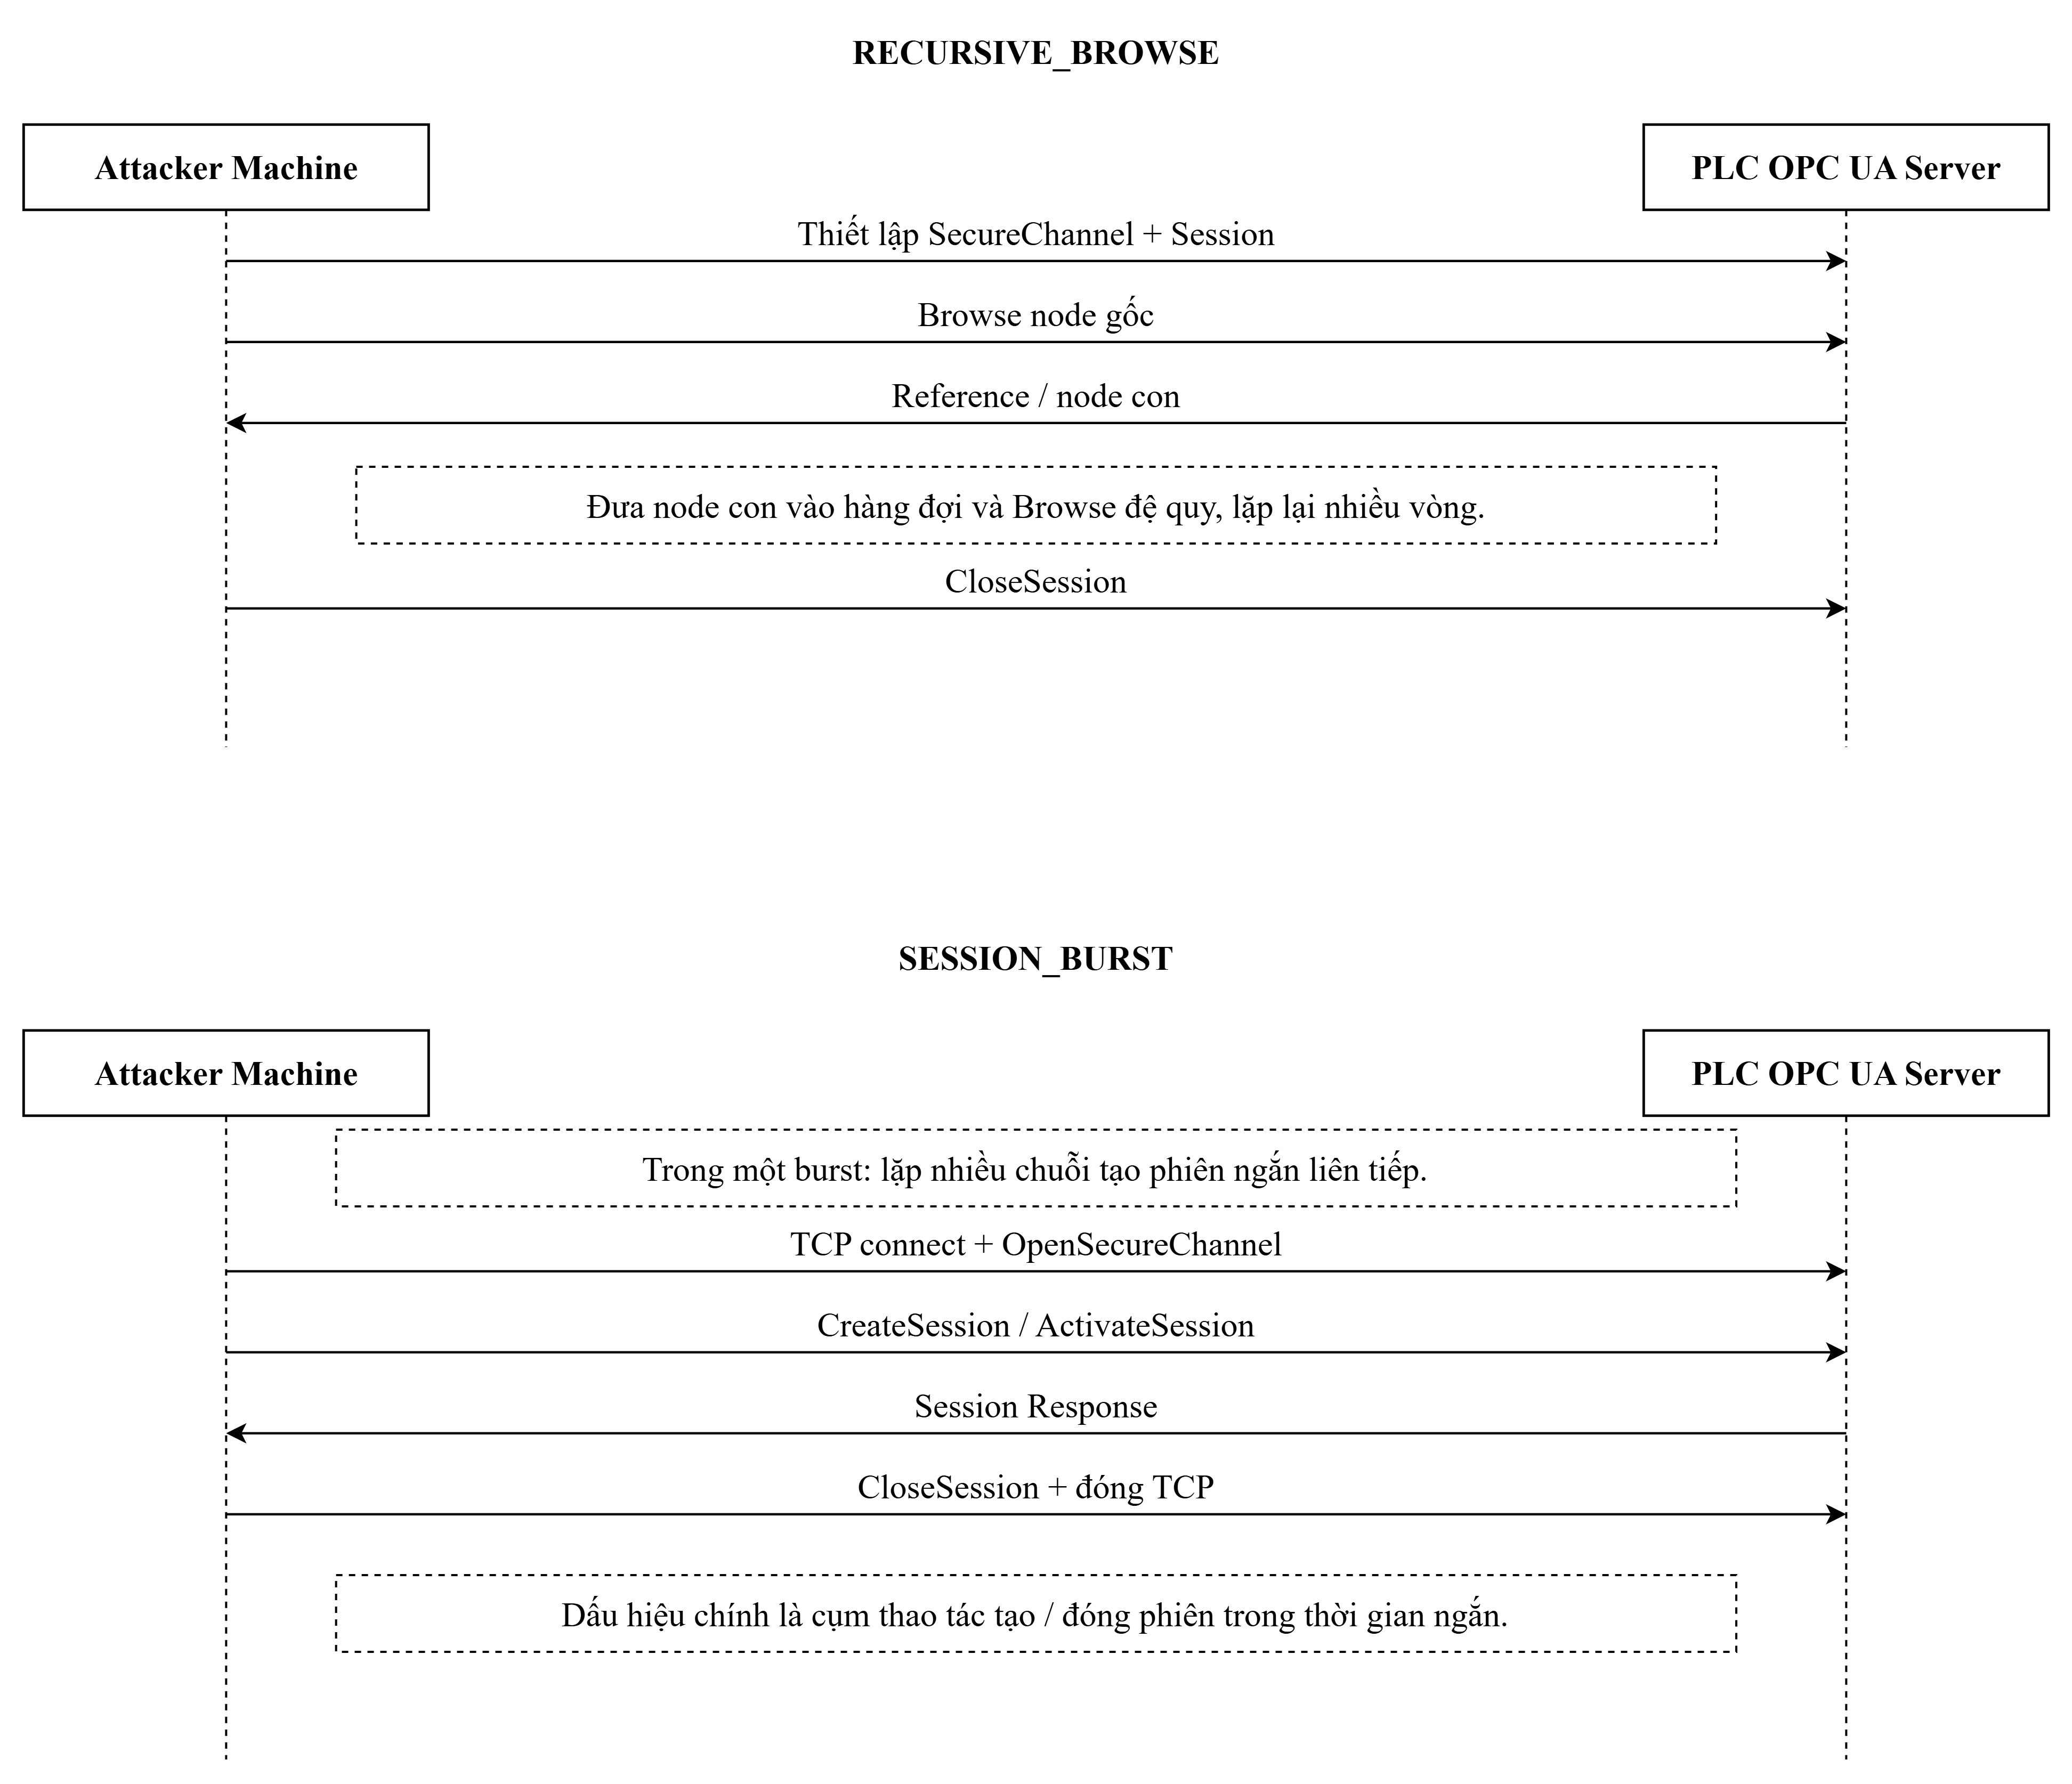 RECURSIVE_BROWSE
Attacker Machine
PLC OPC UA Server
Thiết lập SecureChannel + Session
Browse node gốc
Reference / node con
Đưa node con vào hàng đợi và Browse đệ quy, lặp lại nhiều vòng.
CloseSession
SESSION_BURST
Attacker Machine
PLC OPC UA Server
Trong một burst: lặp nhiều chuỗi tạo phiên ngắn liên tiếp.
TCP connect + OpenSecureChannel
CreateSession / ActivateSession
Session Response
CloseSession + đóng TCP
Dấu hiệu chính là cụm thao tác tạo / đóng phiên trong thời gian ngắn.